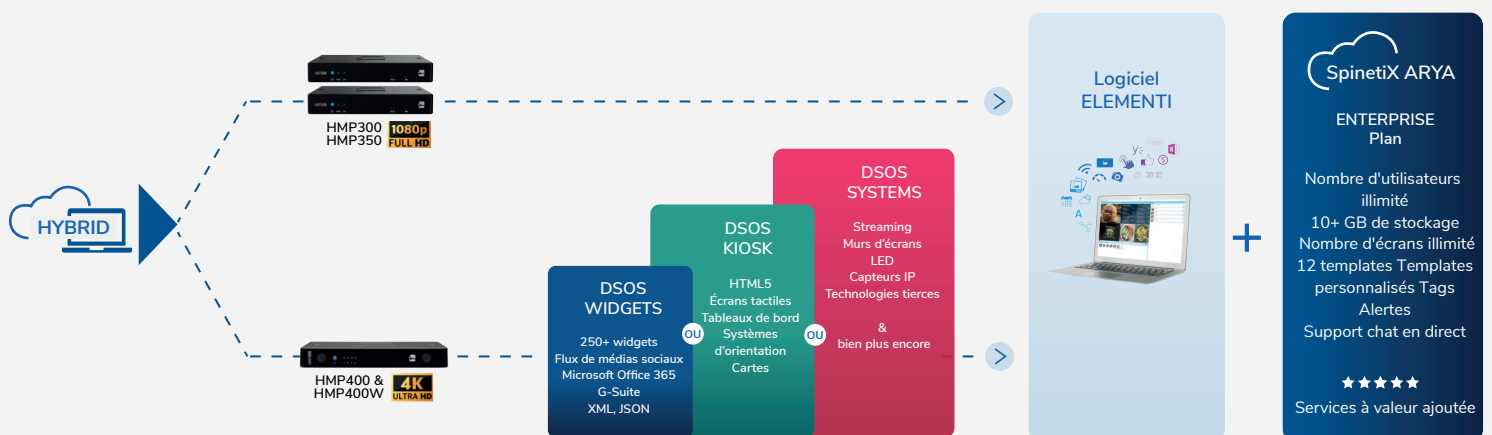 HYBRID
HMP300
HMP350
1080p
FULL HD
HMP400 &
HMP400W
4K
ULTRA HD
DSOS
WIDGETS
250+ widgets
Flux de médias sociaux
Microsoft Office 365
G-Suite
XML, JSON
OU
DSOS
KIOSK
HTML5
Écrans tactiles
Tableaux de bord
Systèmes
d'orientation
Cartes
OU
DSOS
SYSTEMS
Streaming
Murs d'écrans
LED
Capteurs IP
Technologies tierces
&
bien plus encore
Logiciel
ELEMENTI
+
SpinetiX ARYA
ENTERPRISE
Plan
Nombre d'utilisateurs
illimité
10+ GB de stockage
Nombre d'écrans illimité
12 templates Templates
personnalisés Tags
Alertes
Support chat en direct
★★★★★
Services à valeur ajoutée